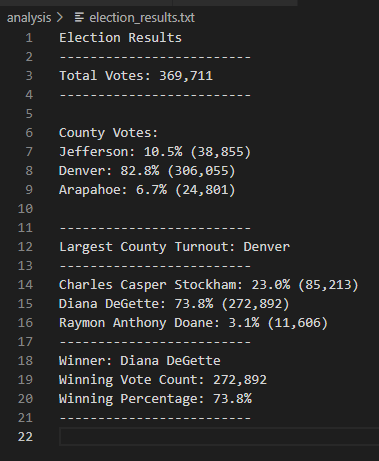 analysis > election_results.txt
1 Election Results
2 -------------------------
3 Total Votes: 369,711
4 -------------------------
5
6 County Votes:
7 Jefferson: 10.5% (38,855)
8 Denver: 82.8% (306,055)
9 Arapahoe: 6.7% (24,801)
10
11 -------------------------
12 Largest County Turnout: Denver
13 -------------------------
14 Charles Casper Stockham: 23.0% (85,213)
15 Diana DeGette: 73.8% (272,892)
16 Raymon Anthony Doane: 3.1% (11,606)
17 -------------------------
18 Winner: Diana DeGette
19 Winning Vote Count: 272,892
20 Winning Percentage: 73.8%
21 -------------------------
22